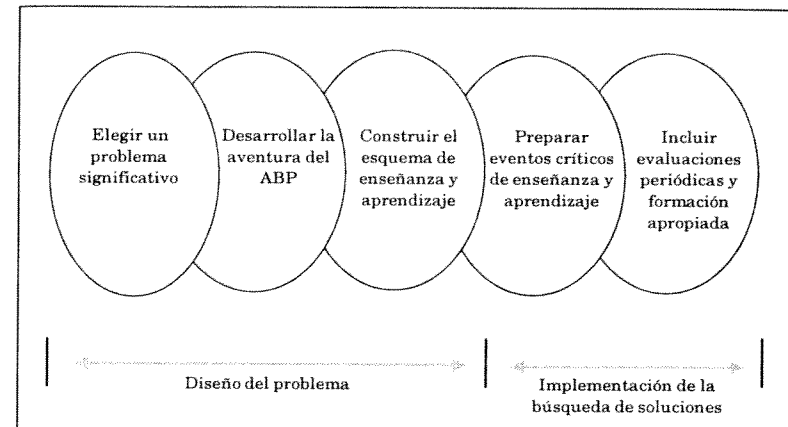 Elegir un
problema
significativo
Desarrollar la
aventura del
ABP
Construir el
esquema de
enseñanza y
aprendizaje
Preparar
eventos críticos
de enseñanza y
aprendizaje
Incluir
evaluaciones
periódicas y
formación
apropiada
Diseño del problema
Implementación de la
búsqueda de soluciones